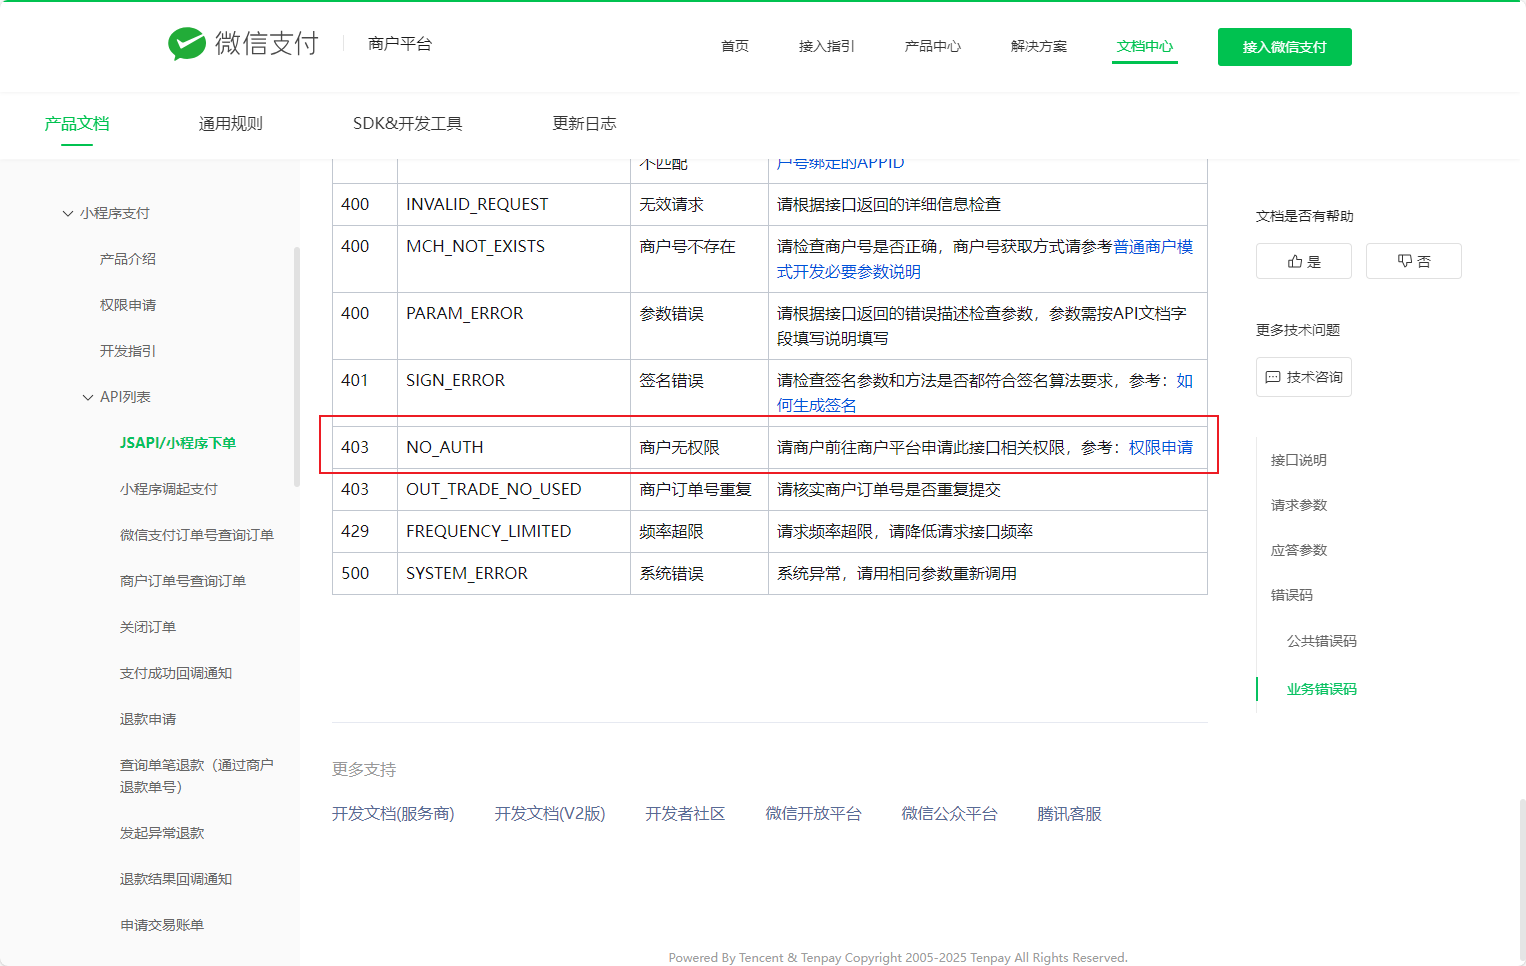 微信支付 商户平台 首页 接入指引 产品中心 解决方案 文档中心 接入微信支付
产品文档 通用规则 SDK&开发工具 更新日志
小程序支付
产品介绍
权限申请
开发指引
API列表
JSAPI/小程序下单
小程序调起支付
微信支付订单号查询订单
商户订单号查询订单
关闭订单
支付成功回调通知
退款申请
查询单笔退款（通过商户
退款单号）
发起异常退款
退款结果回调通知
申请交易账单
不匹配 户号绑定的APPID
400 INVALID_REQUEST 无效请求 请根据接口返回的详细信息检查
400 MCH_NOT_EXISTS 商户号不存在 请检查商户号是否正确，商户号获取方式请参考普通商户模
式开发必要参数说明
400 PARAM_ERROR 参数错误 请根据接口返回的错误描述检查参数，参数需按API文档字
段填写说明填写
401 SIGN_ERROR 签名错误 请检查签名参数和方法是否都符合签名算法要求，参考：如
何生成签名
403 NO_AUTH 商户无权限 请商户前往商户平台申请此接口相关权限，参考：权限申请
403 OUT_TRADE_NO_USED 商户订单号重复 请核实商户订单号是否重复提交
429 FREQUENCY_LIMITED 频率超限 请求频率超限，请降低请求接口频率
500 SYSTEM_ERROR 系统错误 系统异常，请用相同参数重新调用
更多支持
开发文档(服务商) 开发文档(V2版) 开发者社区 微信开放平台 微信公众平台 腾讯客服
文档是否有帮助
是 否
更多技术问题
技术咨询
接口说明
请求参数
应答参数
错误码
公共错误码
业务错误码
Powered By Tencent & Tenpay Copyright 2005-2025 Tenpay All Rights Reserved.